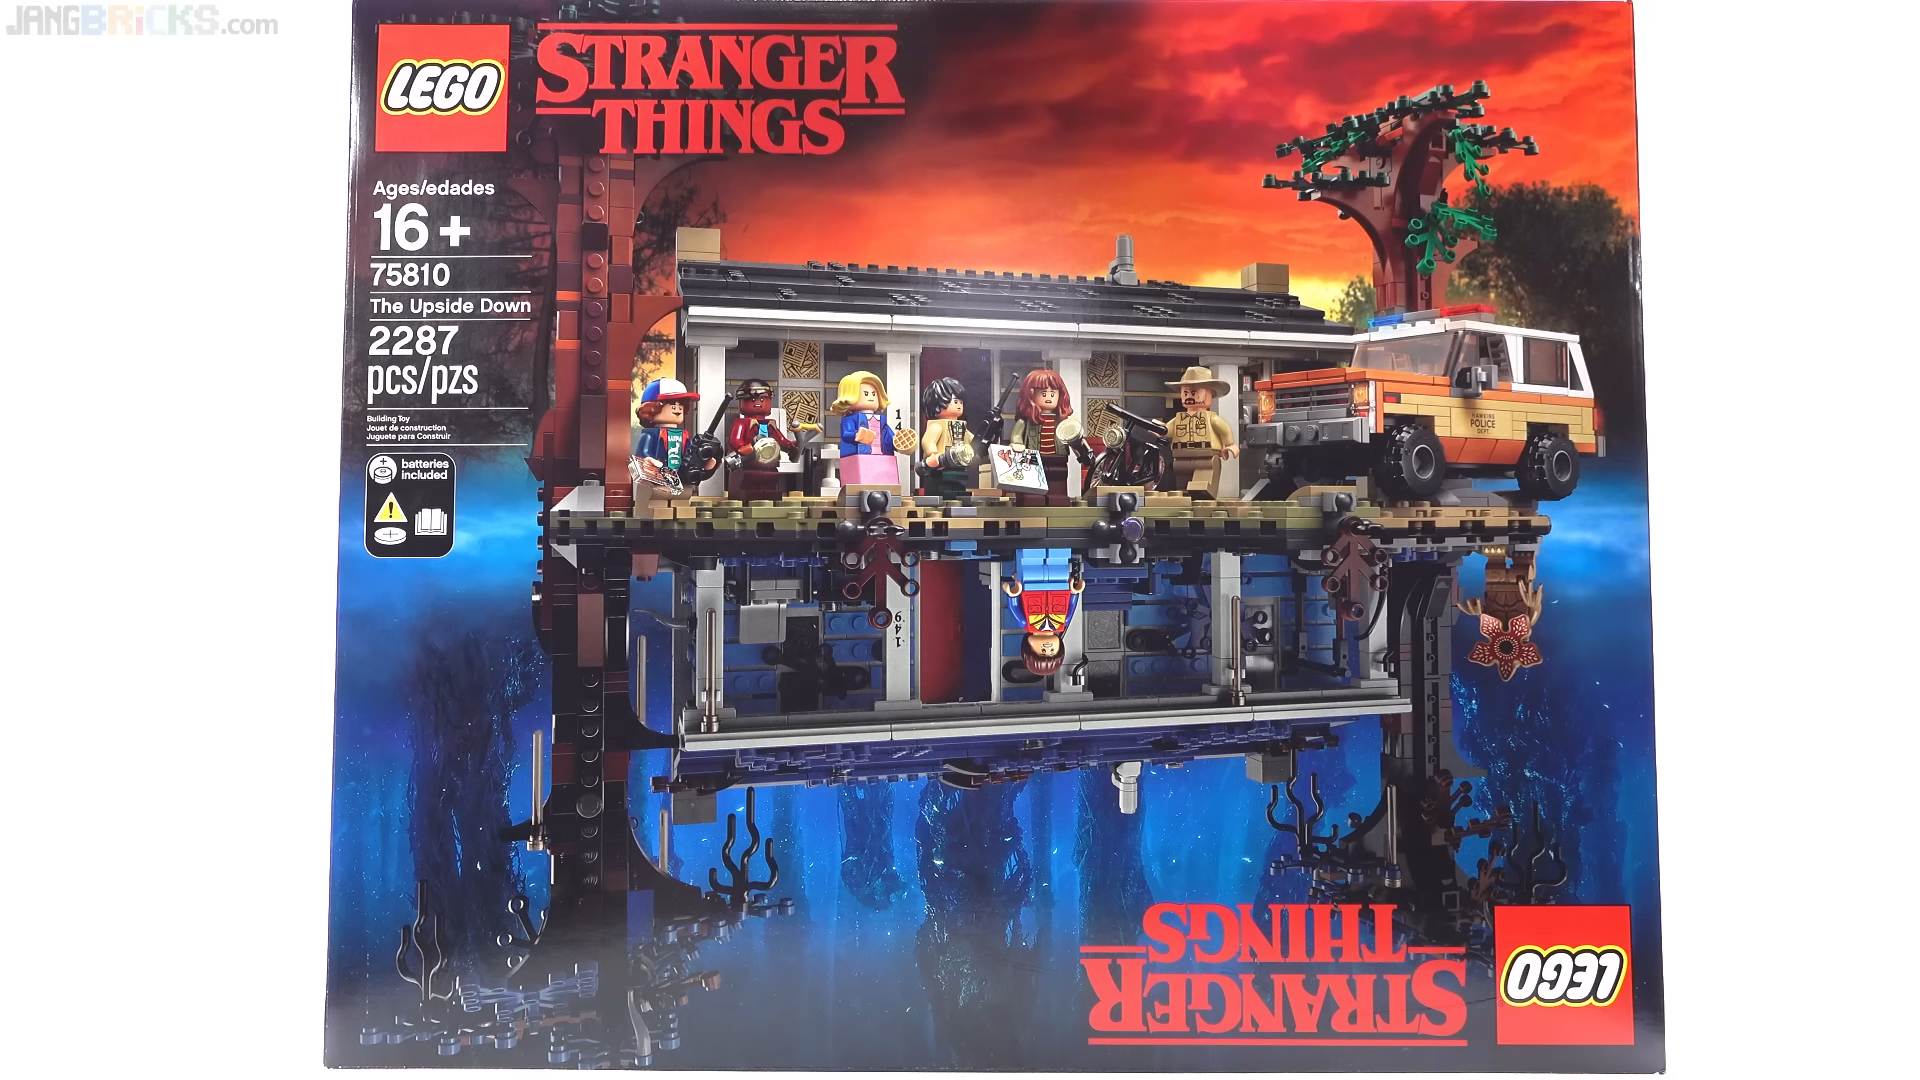 JANGBRiCKS.com
LEGO
STRANGER
THINGS
Ages/edades
16+
75810
The Upside Down
2287
pcs/pzs
Building Toy
Jouet de construction
Juguete para Construir
batteries
included
14
HAWKINS
POLICE
DEPT.
149
STRANGER
THINGS
LEGO